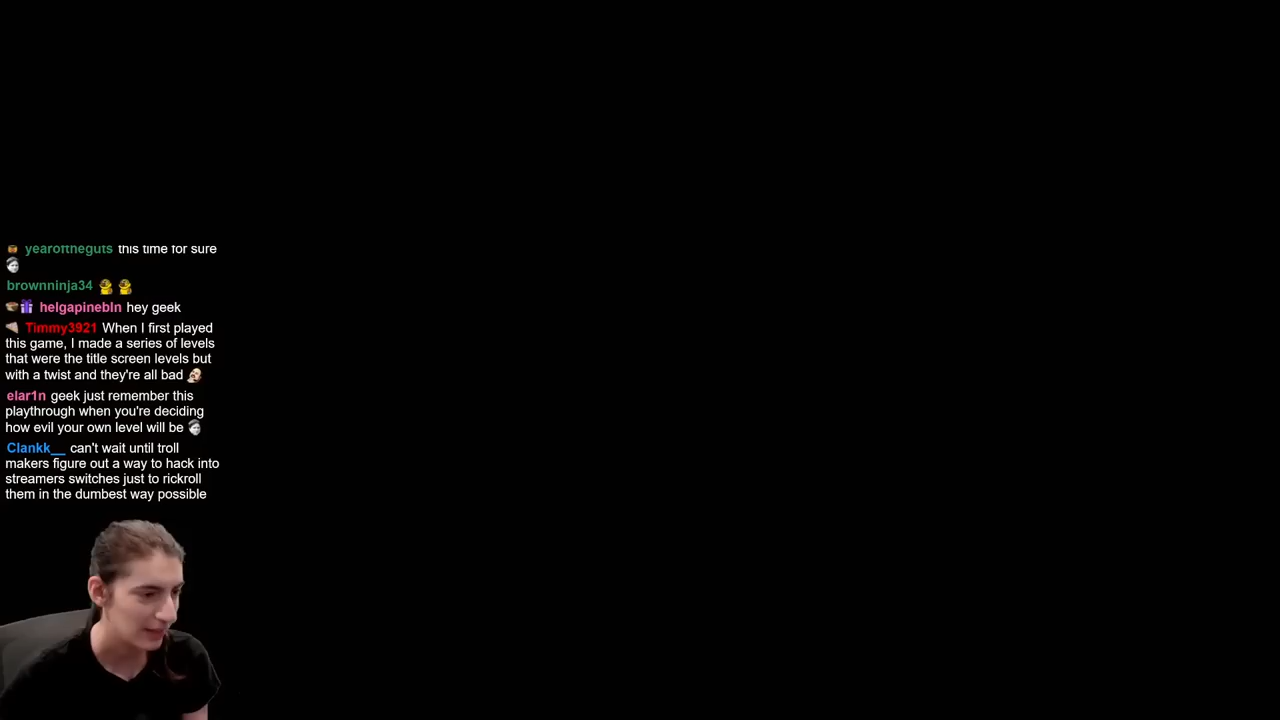 yearoftheguts this time for sure
brownninja34
helgapinebln hey geek
Timmy3921 When I first played
this game, I made a series of levels
that were the title screen levels but
with a twist and they're all bad
elar1n geek just remember this
playthrough when you're deciding
how evil your own level will be
Clankk__ can't wait until troll
makers figure out a way to hack into
streamers switches just to rickroll
them in the dumbest way possible